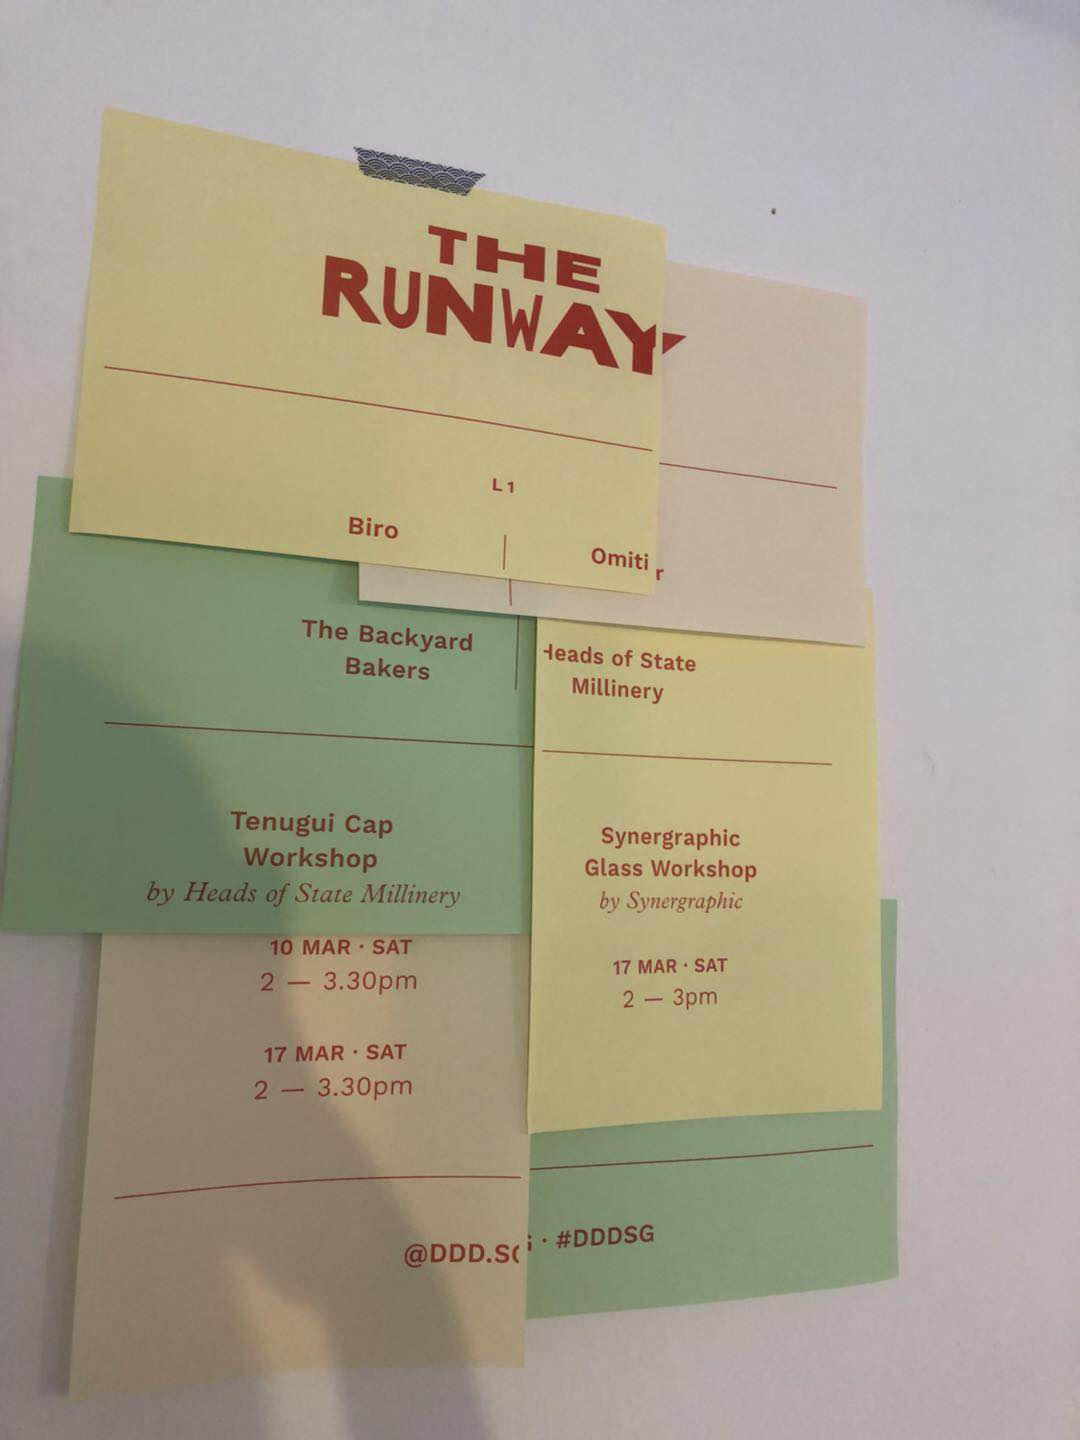 THE
RUNWAY
L1
Biro
Omiti r
The Backyard
Bakers
Heads of State
Millinery
Tenugui Cap
Workshop
by Heads of State Millinery
10 MAR · SAT
2 — 3.30pm
17 MAR · SAT
2 — 3.30pm
Synergraphic
Glass Workshop
by Synergraphic
17 MAR · SAT
2 — 3pm
@DDD.SG · #DDDSG